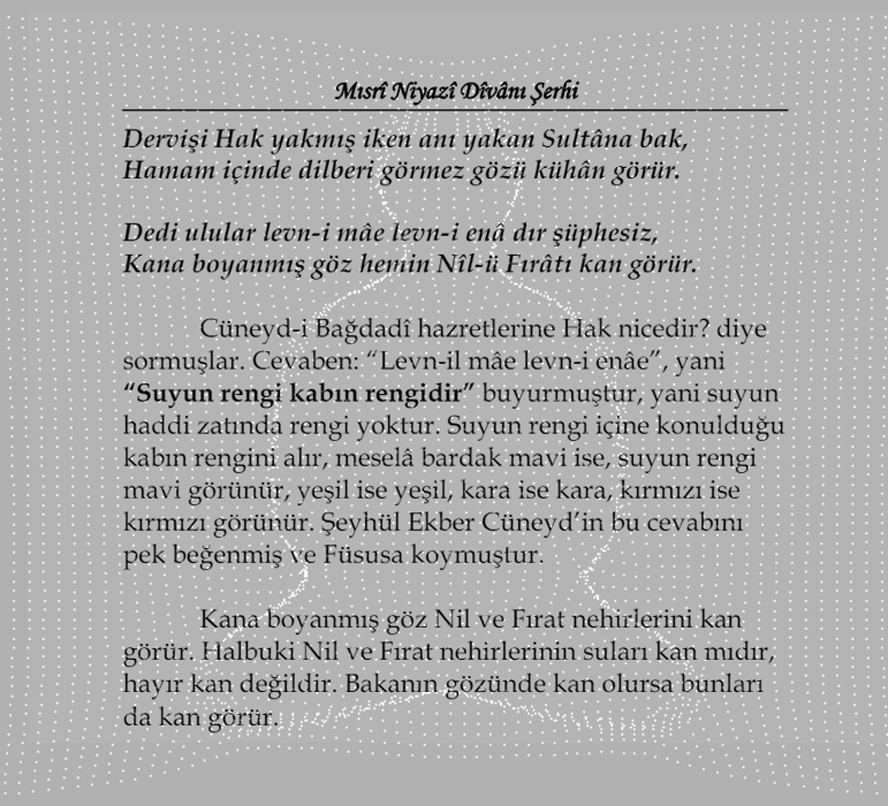 Mısrî Niyazî Dîvânı Şerhi
Dervişi Hak yakmış iken anı yakan Sultâna bak,
Hamam içinde dilberi görmez gözü kühân görür.
Dedi ulular levn-i mâe levn-i enâ dır şüphesiz,
Kana boyanmış göz hemin Nîl-ü Fırâtı kan görür.
Cüneyd-i Bağdadî hazretlerine Hak nicedir? diye
sormuşlar. Cevaben: “Levn-il mâe levn-i enâe”, yani
“Suyun rengi kabın rengidir” buyurmuştur, yani suyun
haddi zatında rengi yoktur. Suyun rengi içine konulduğu
kabın rengini alır, meselâ bardak mavi ise, suyun rengi
mavi görünür, yeşil ise yeşil, kara ise kara, kırmızı ise
kırmızı görünür. Şeyhül Ekber Cüneyd’in bu cevabını
pek beğenmiş ve Füsusa koymuştur.
Kana boyanmış göz Nil ve Fırat nehirlerini kan
görür. Halbuki Nil ve Fırat nehirlerinin suları kan mıdır,
hayır kan değildir. Bakanın gözünde kan olursa bunları
da kan görür.